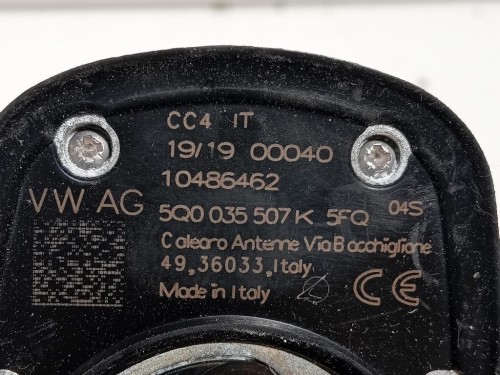 CC4 IT
19/19 00040
10486462
VW AG 5Q0 035 507 K 5FQ 04S
Calearo Antenne Via Bacchiglione
49, 36033, Italy
Made in Italy CE